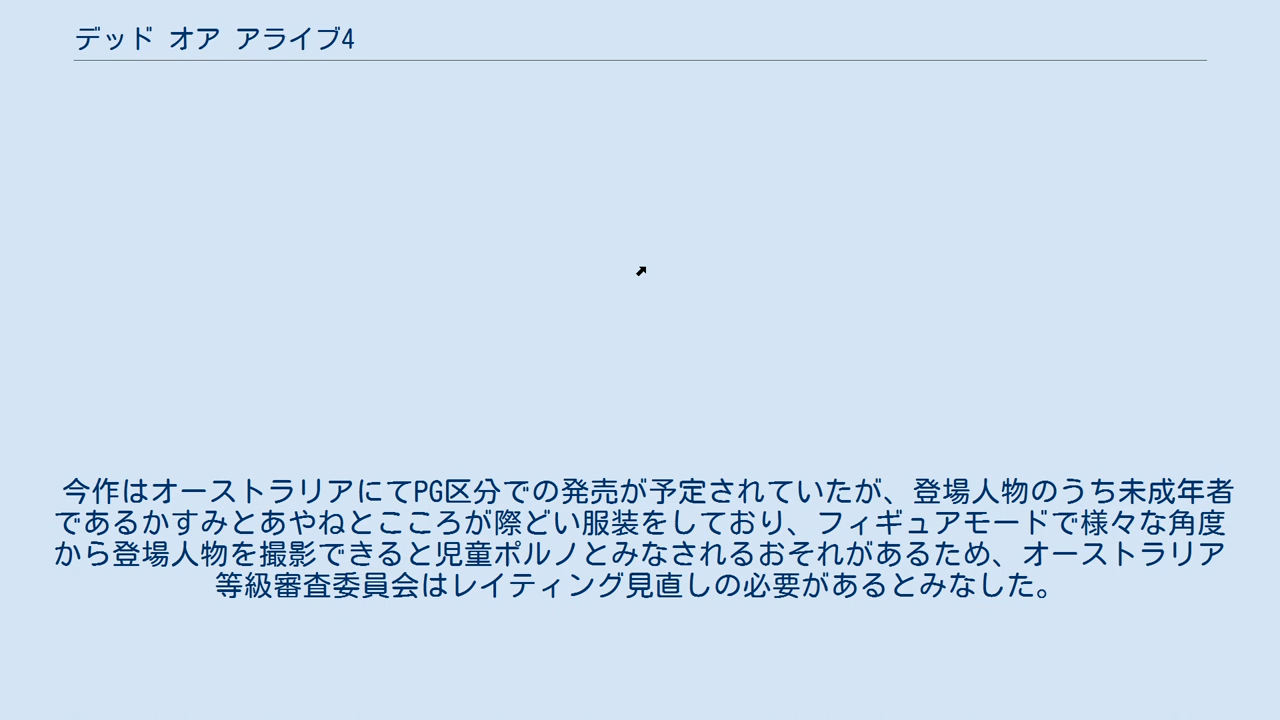 デッド オア アライブ4
今作はオーストラリアにてPG区分での発売が予定されていたが、登場人物のうち未成年者
であるかすみとあやねとこころが際どい服装をしており、フィギュアモードで様々な角度
から登場人物を撮影できると児童ポルノとみなされるおそれがあるため、オーストラリア
等級審査委員会はレイティング見直しの必要があるとみなした。